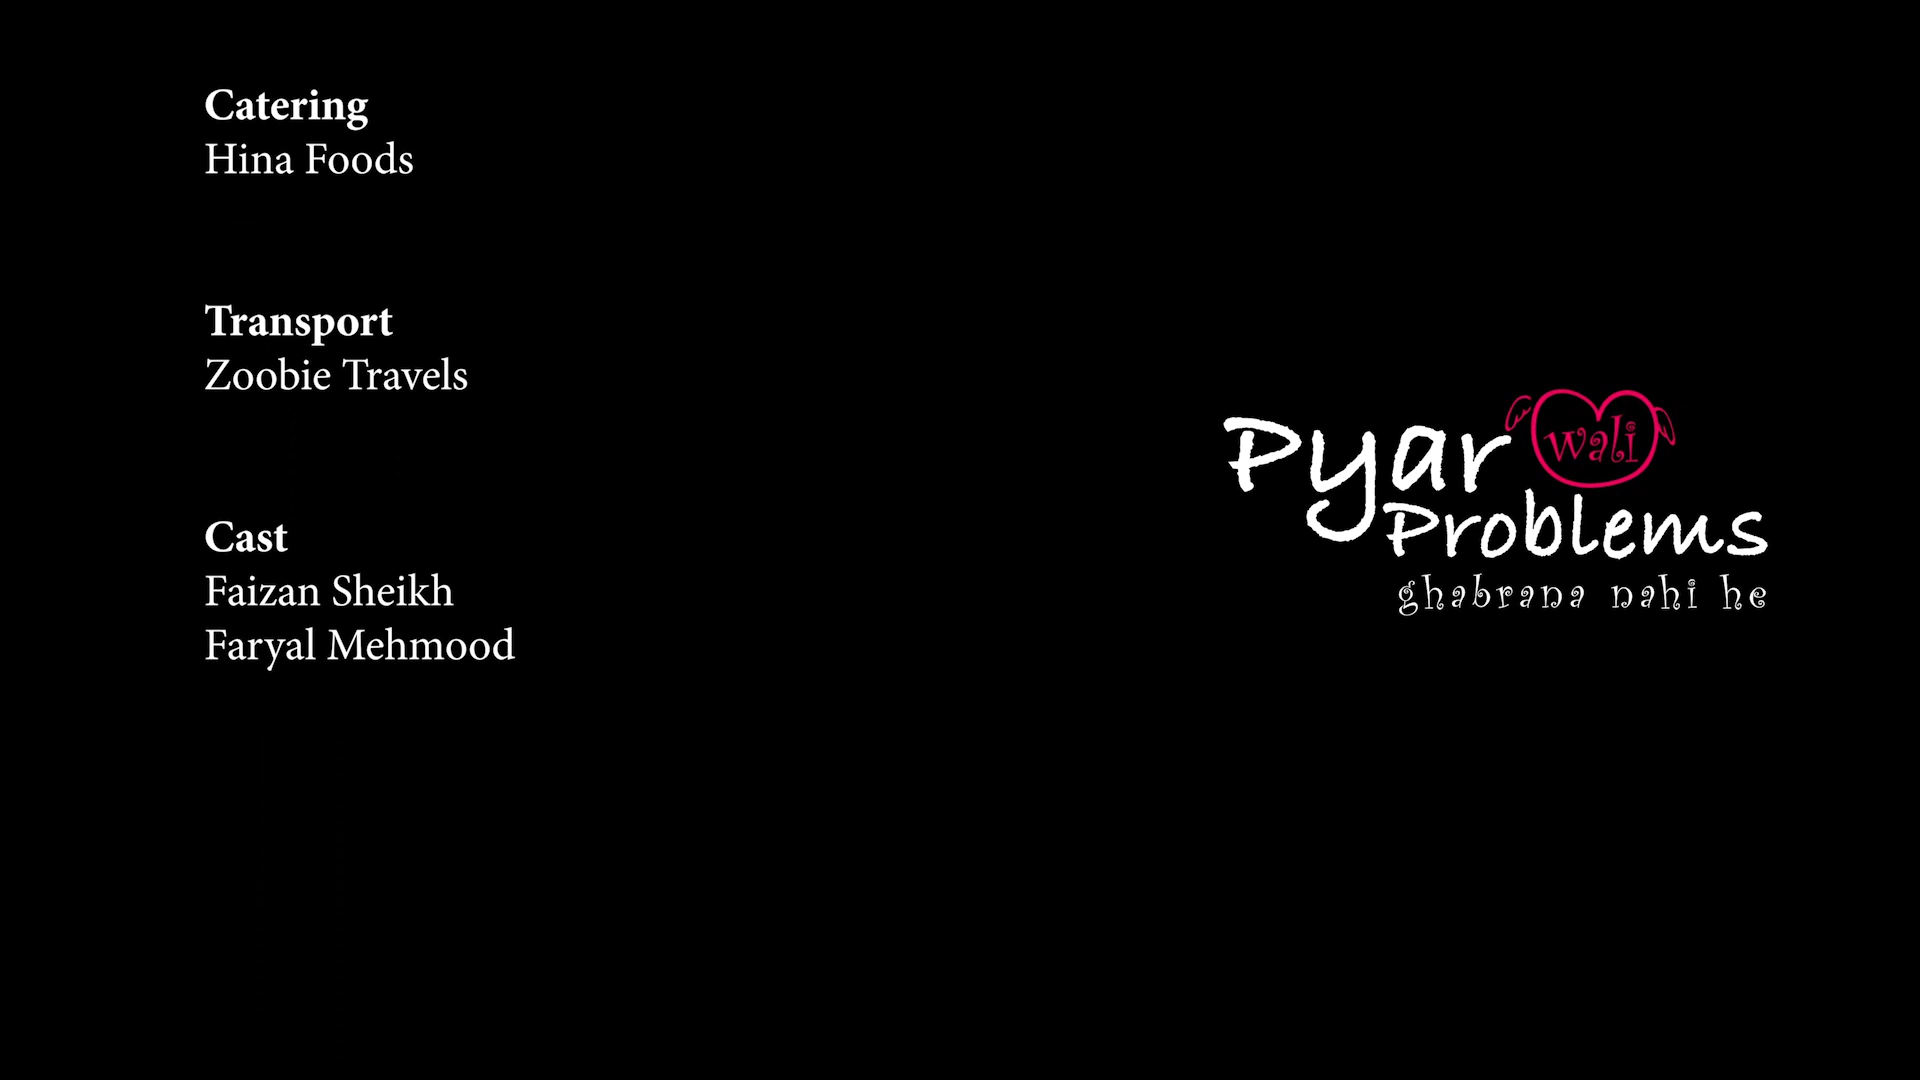 Catering
Hina Foods
Transport
Zoobie Travels
Cast
Faizan Sheikh
Faryal Mehmood
Pyar wali
Problems
ghabrana nahi he